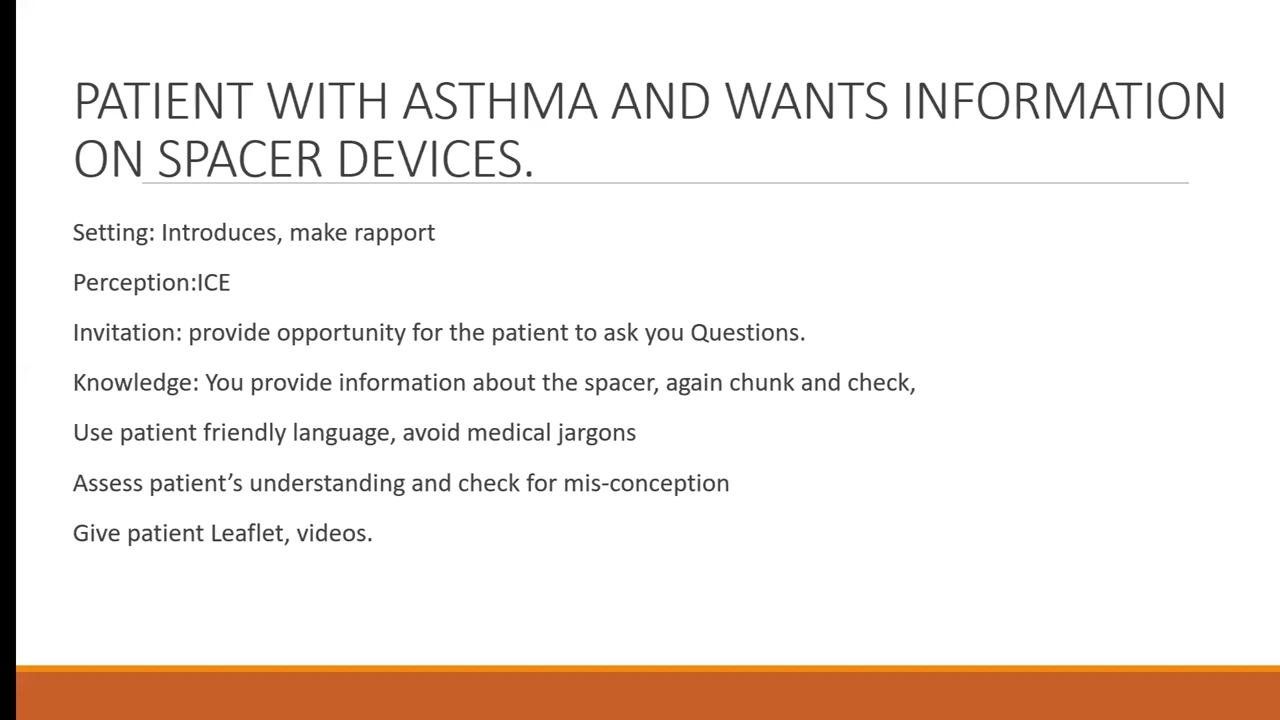 PATIENT WITH ASTHMA AND WANTS INFORMATION
ON SPACER DEVICES.
Setting: Introduces, make rapport
Perception:ICE
Invitation: provide opportunity for the patient to ask you Questions.
Knowledge: You provide information about the spacer, again chunk and check,
Use patient friendly language, avoid medical jargons
Assess patient’s understanding and check for mis-conception
Give patient Leaflet, videos.